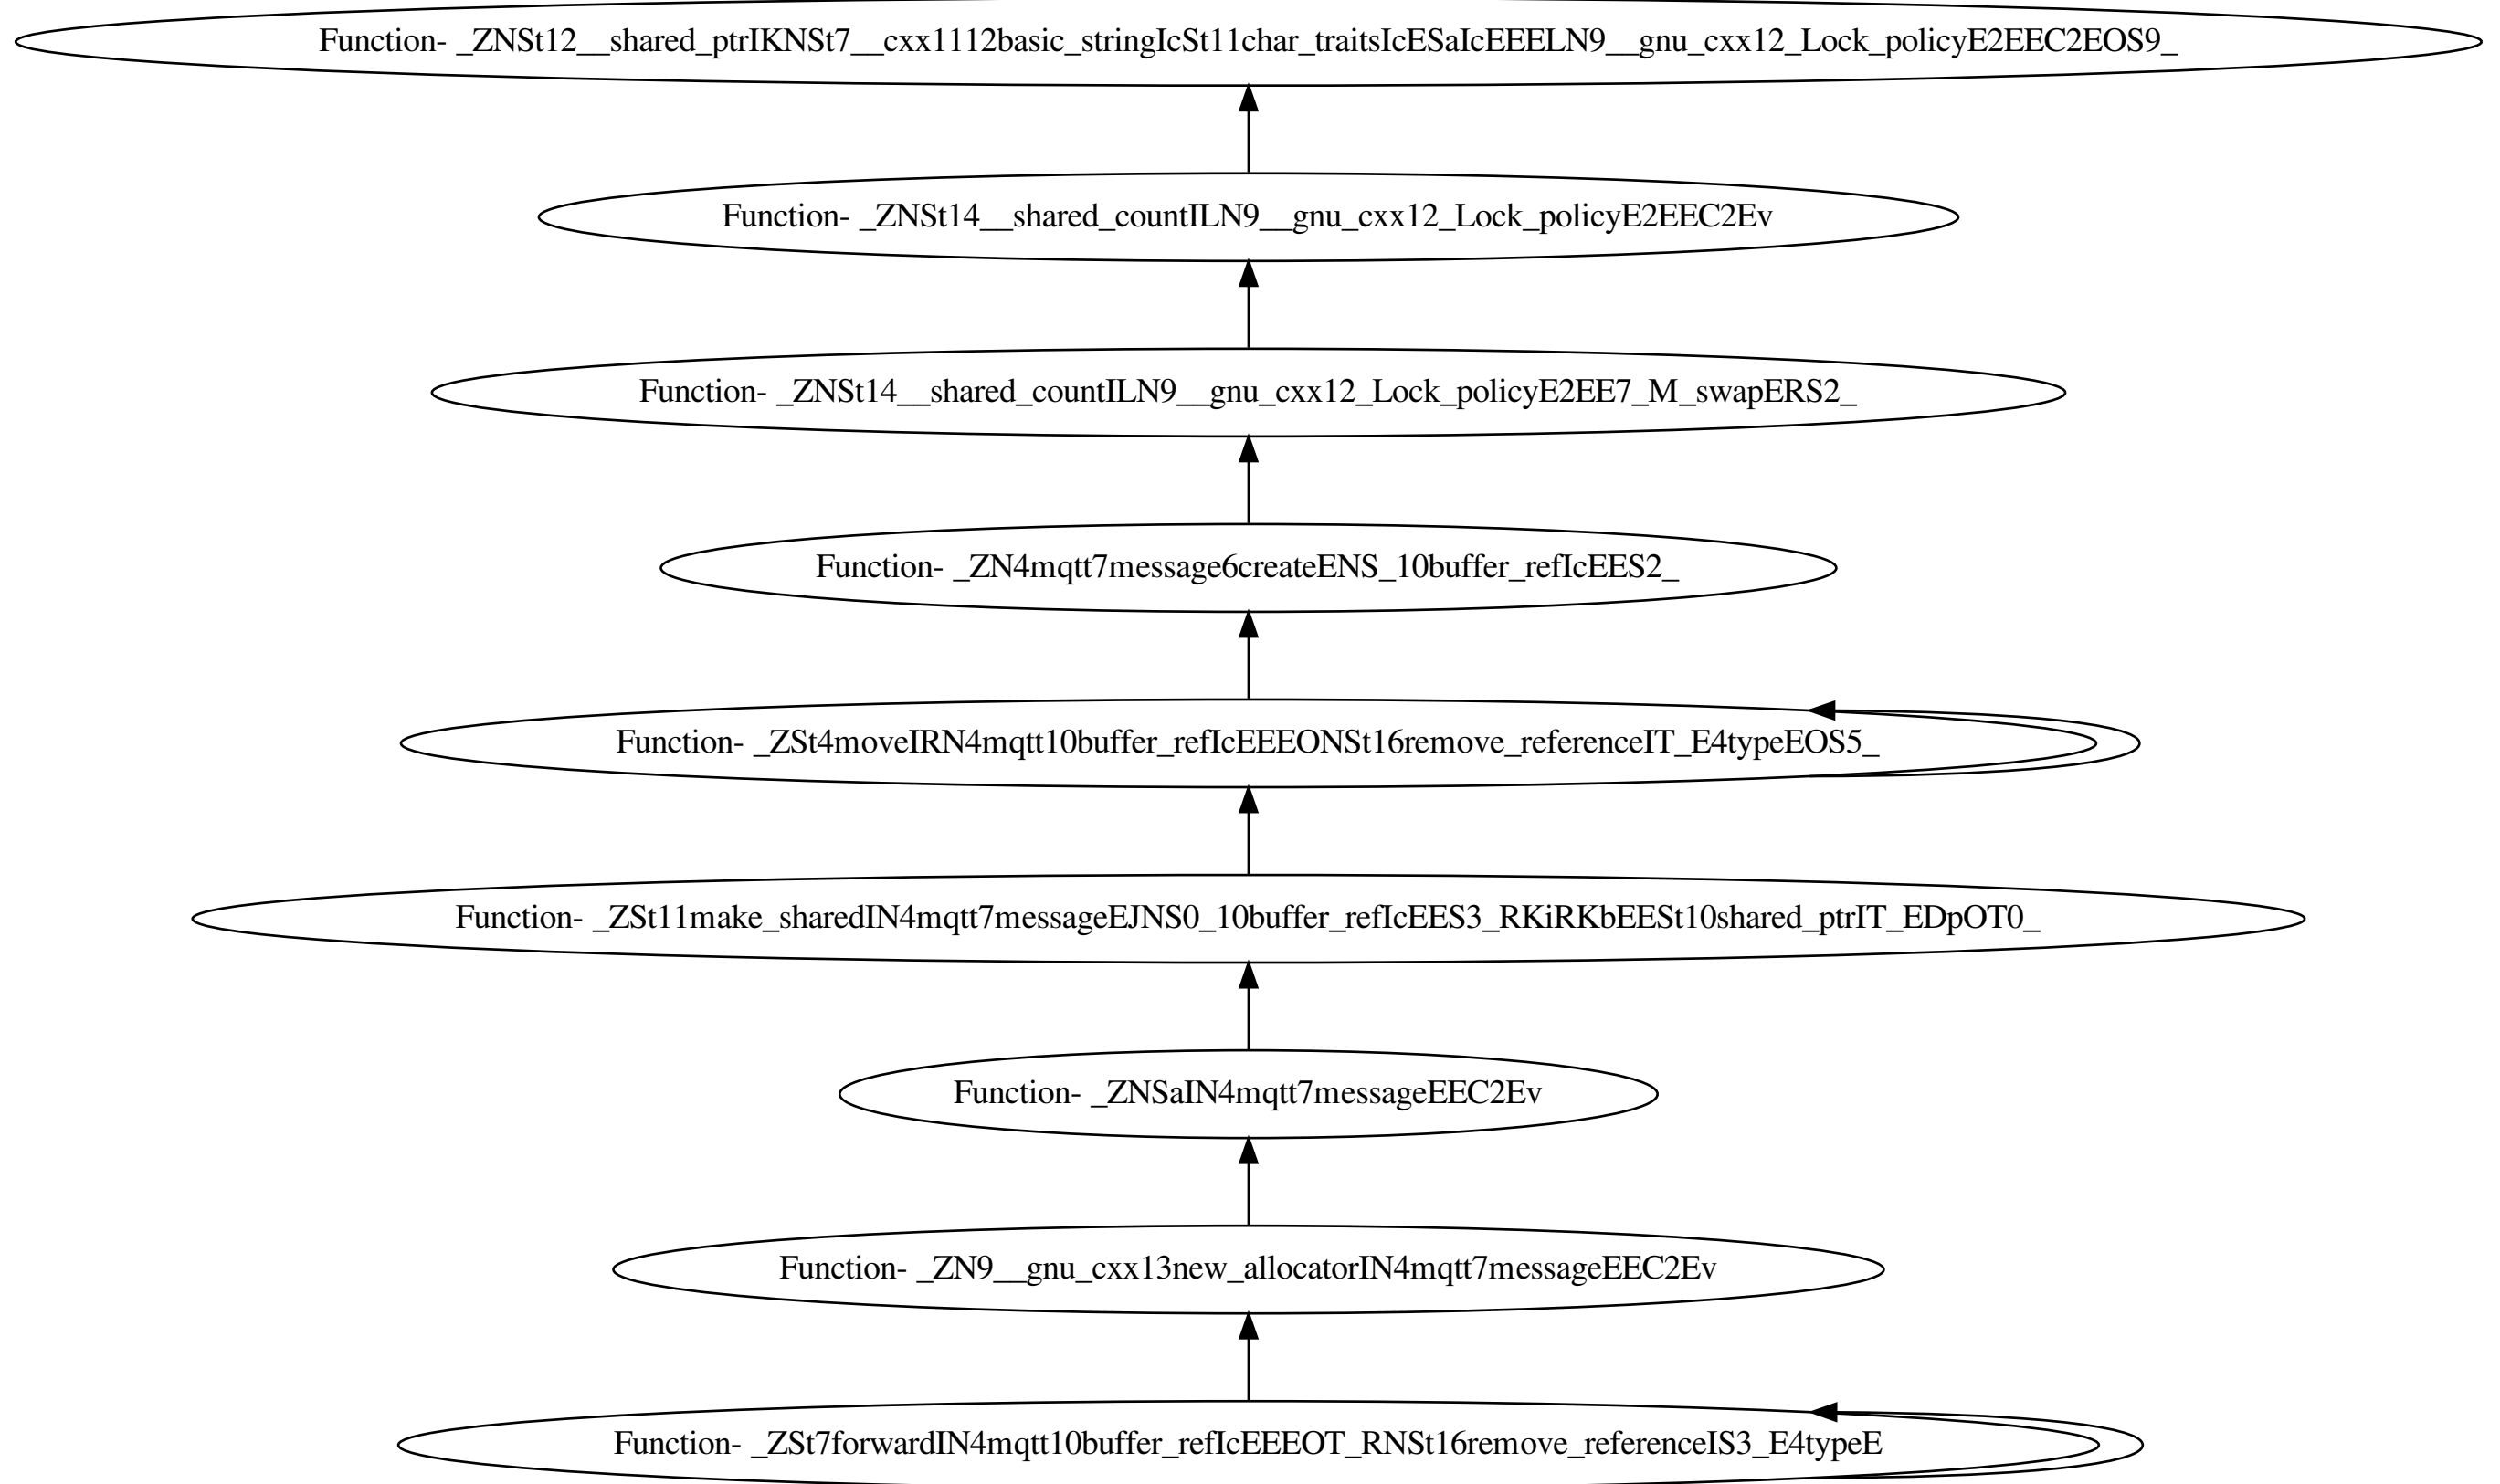 Function- _ZNSt12__shared_ptrIKNSt7__cxx1112basic_stringIcSt11char_traitsIcESaIcEEELN9__gnu_cxx12_Lock_policyE2EEC2EOS9_
Function- _ZNSt14__shared_countILN9__gnu_cxx12_Lock_policyE2EEC2Ev
Function- _ZNSt14__shared_countILN9__gnu_cxx12_Lock_policyE2EE7_M_swapERS2_
Function- _ZN4mqtt7message6createENS_10buffer_refIcEES2_
Function- _ZSt4moveIRN4mqtt10buffer_refIcEEEONSt16remove_referenceIT_E4typeEOS5_
Function- _ZSt11make_sharedIN4mqtt7messageEJNS0_10buffer_refIcEES3_RKiRKbEESt10shared_ptrIT_EDpOT0_
Function- _ZNSaIN4mqtt7messageEEC2Ev
Function- _ZN9__gnu_cxx13new_allocatorIN4mqtt7messageEEC2Ev
Function- _ZSt7forwardIN4mqtt10buffer_refIcEEEOT_RNSt16remove_referenceIS3_E4typeE